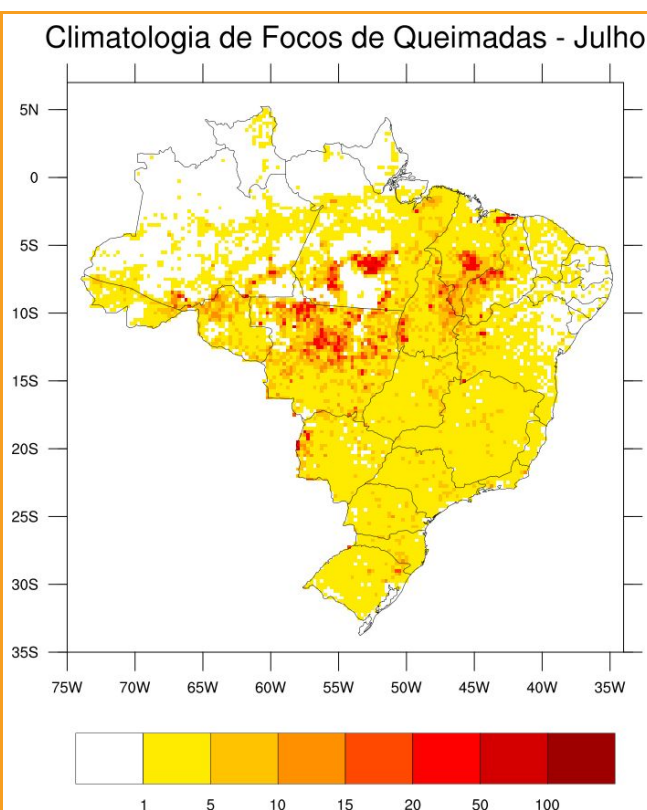 Climatologia de Focos de Queimadas - Julho
5N
0
5S
10S
15S
20S
25S
30S
35S
75W 70W 65W 60W 55W 50W 45W 40W 35W
1 5 10 15 20 50 100